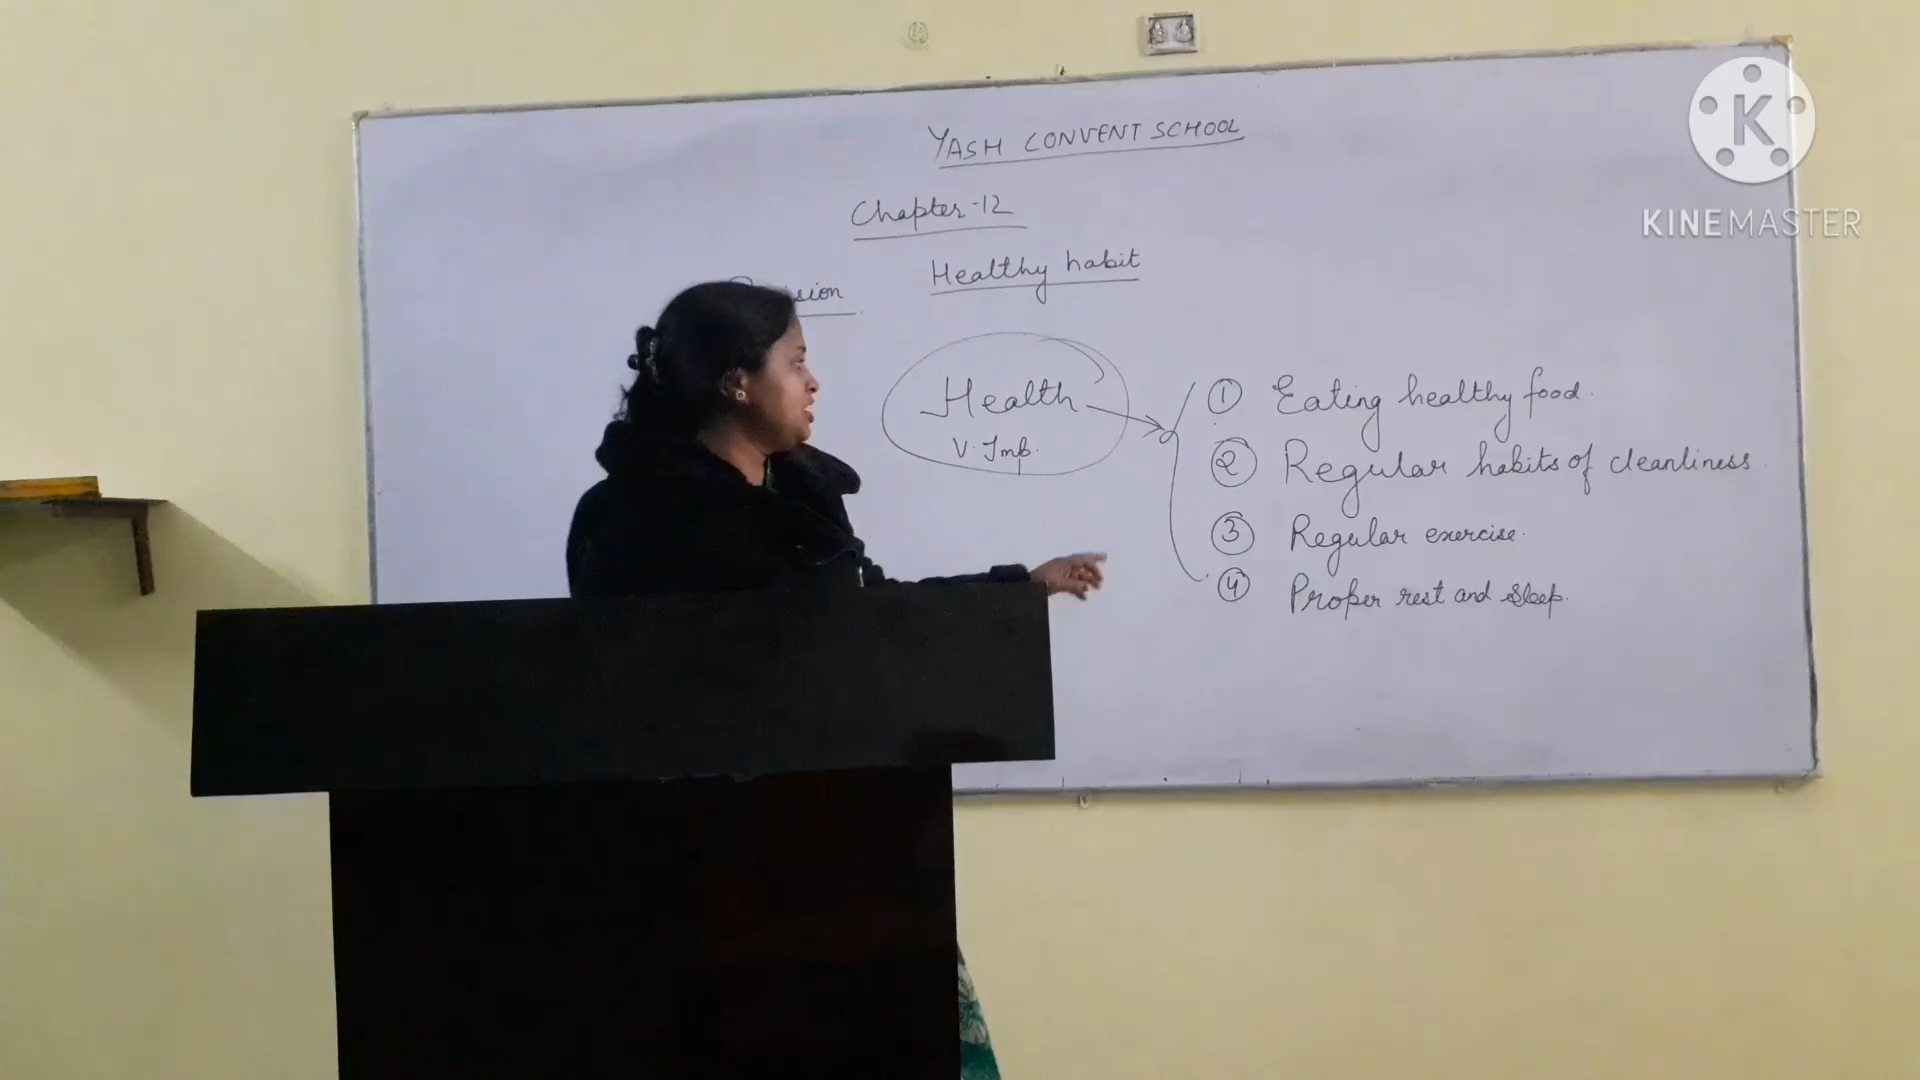 YASH CONVENT SCHOOL
Chapter-12
Healthy habit
Health
V. Imp.
① Eating healthy food.
② Regular habits of cleanliness
③ Regular exercise.
④ Proper rest and sleep.
K
KINEMASTER